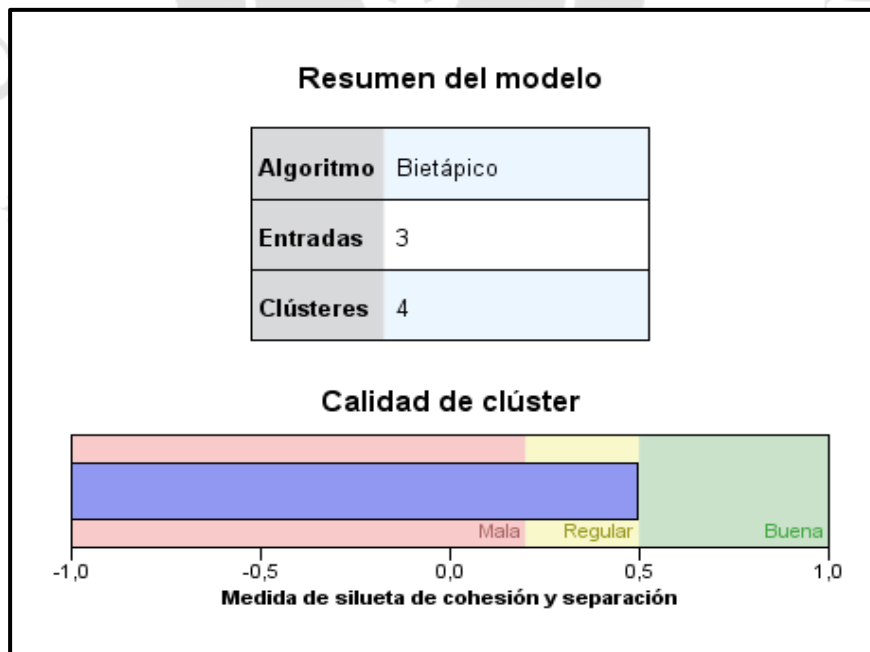 Resumen del modelo
Algoritmo Bietápico
Entradas 3
Clústeres 4
Calidad de clúster
Mala Regular Buena
-1,0 -0,5 0,0 0,5 1,0
Medida de silueta de cohesión y separación